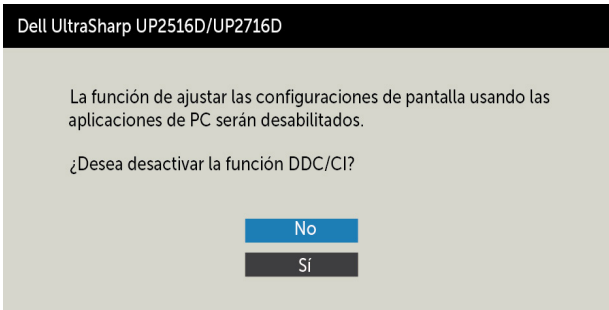 Dell UltraSharp UP2516D/UP2716D
La función de ajustar las configuraciones de pantalla usando las
aplicaciones de PC serán desabilitados.
¿Desea desactivar la función DDC/CI?
No
Sí